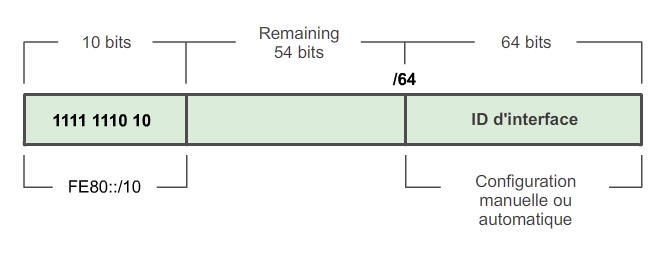 10 bits
Remaining
54 bits
64 bits
/64
1111 1110 10
ID d'interface
FE80::/10
Configuration
manuelle ou
automatique